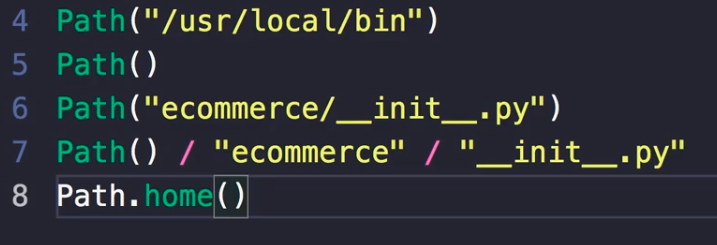 4 Path("/usr/local/bin")
5 Path()
6 Path("ecommerce/__init__.py")
7 Path() / "ecommerce" / "__init__.py"
8 Path.home()